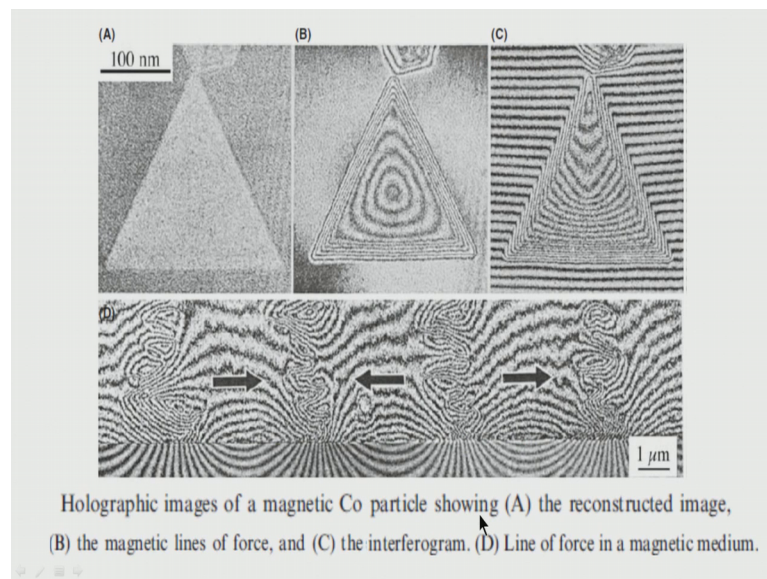 (A)
(B)
(C)
100 nm
(D)
1 μm
Holographic images of a magnetic Co particle showing (A) the reconstructed image,
(B) the magnetic lines of force, and (C) the interferogram. (D) Line of force in a magnetic medium.